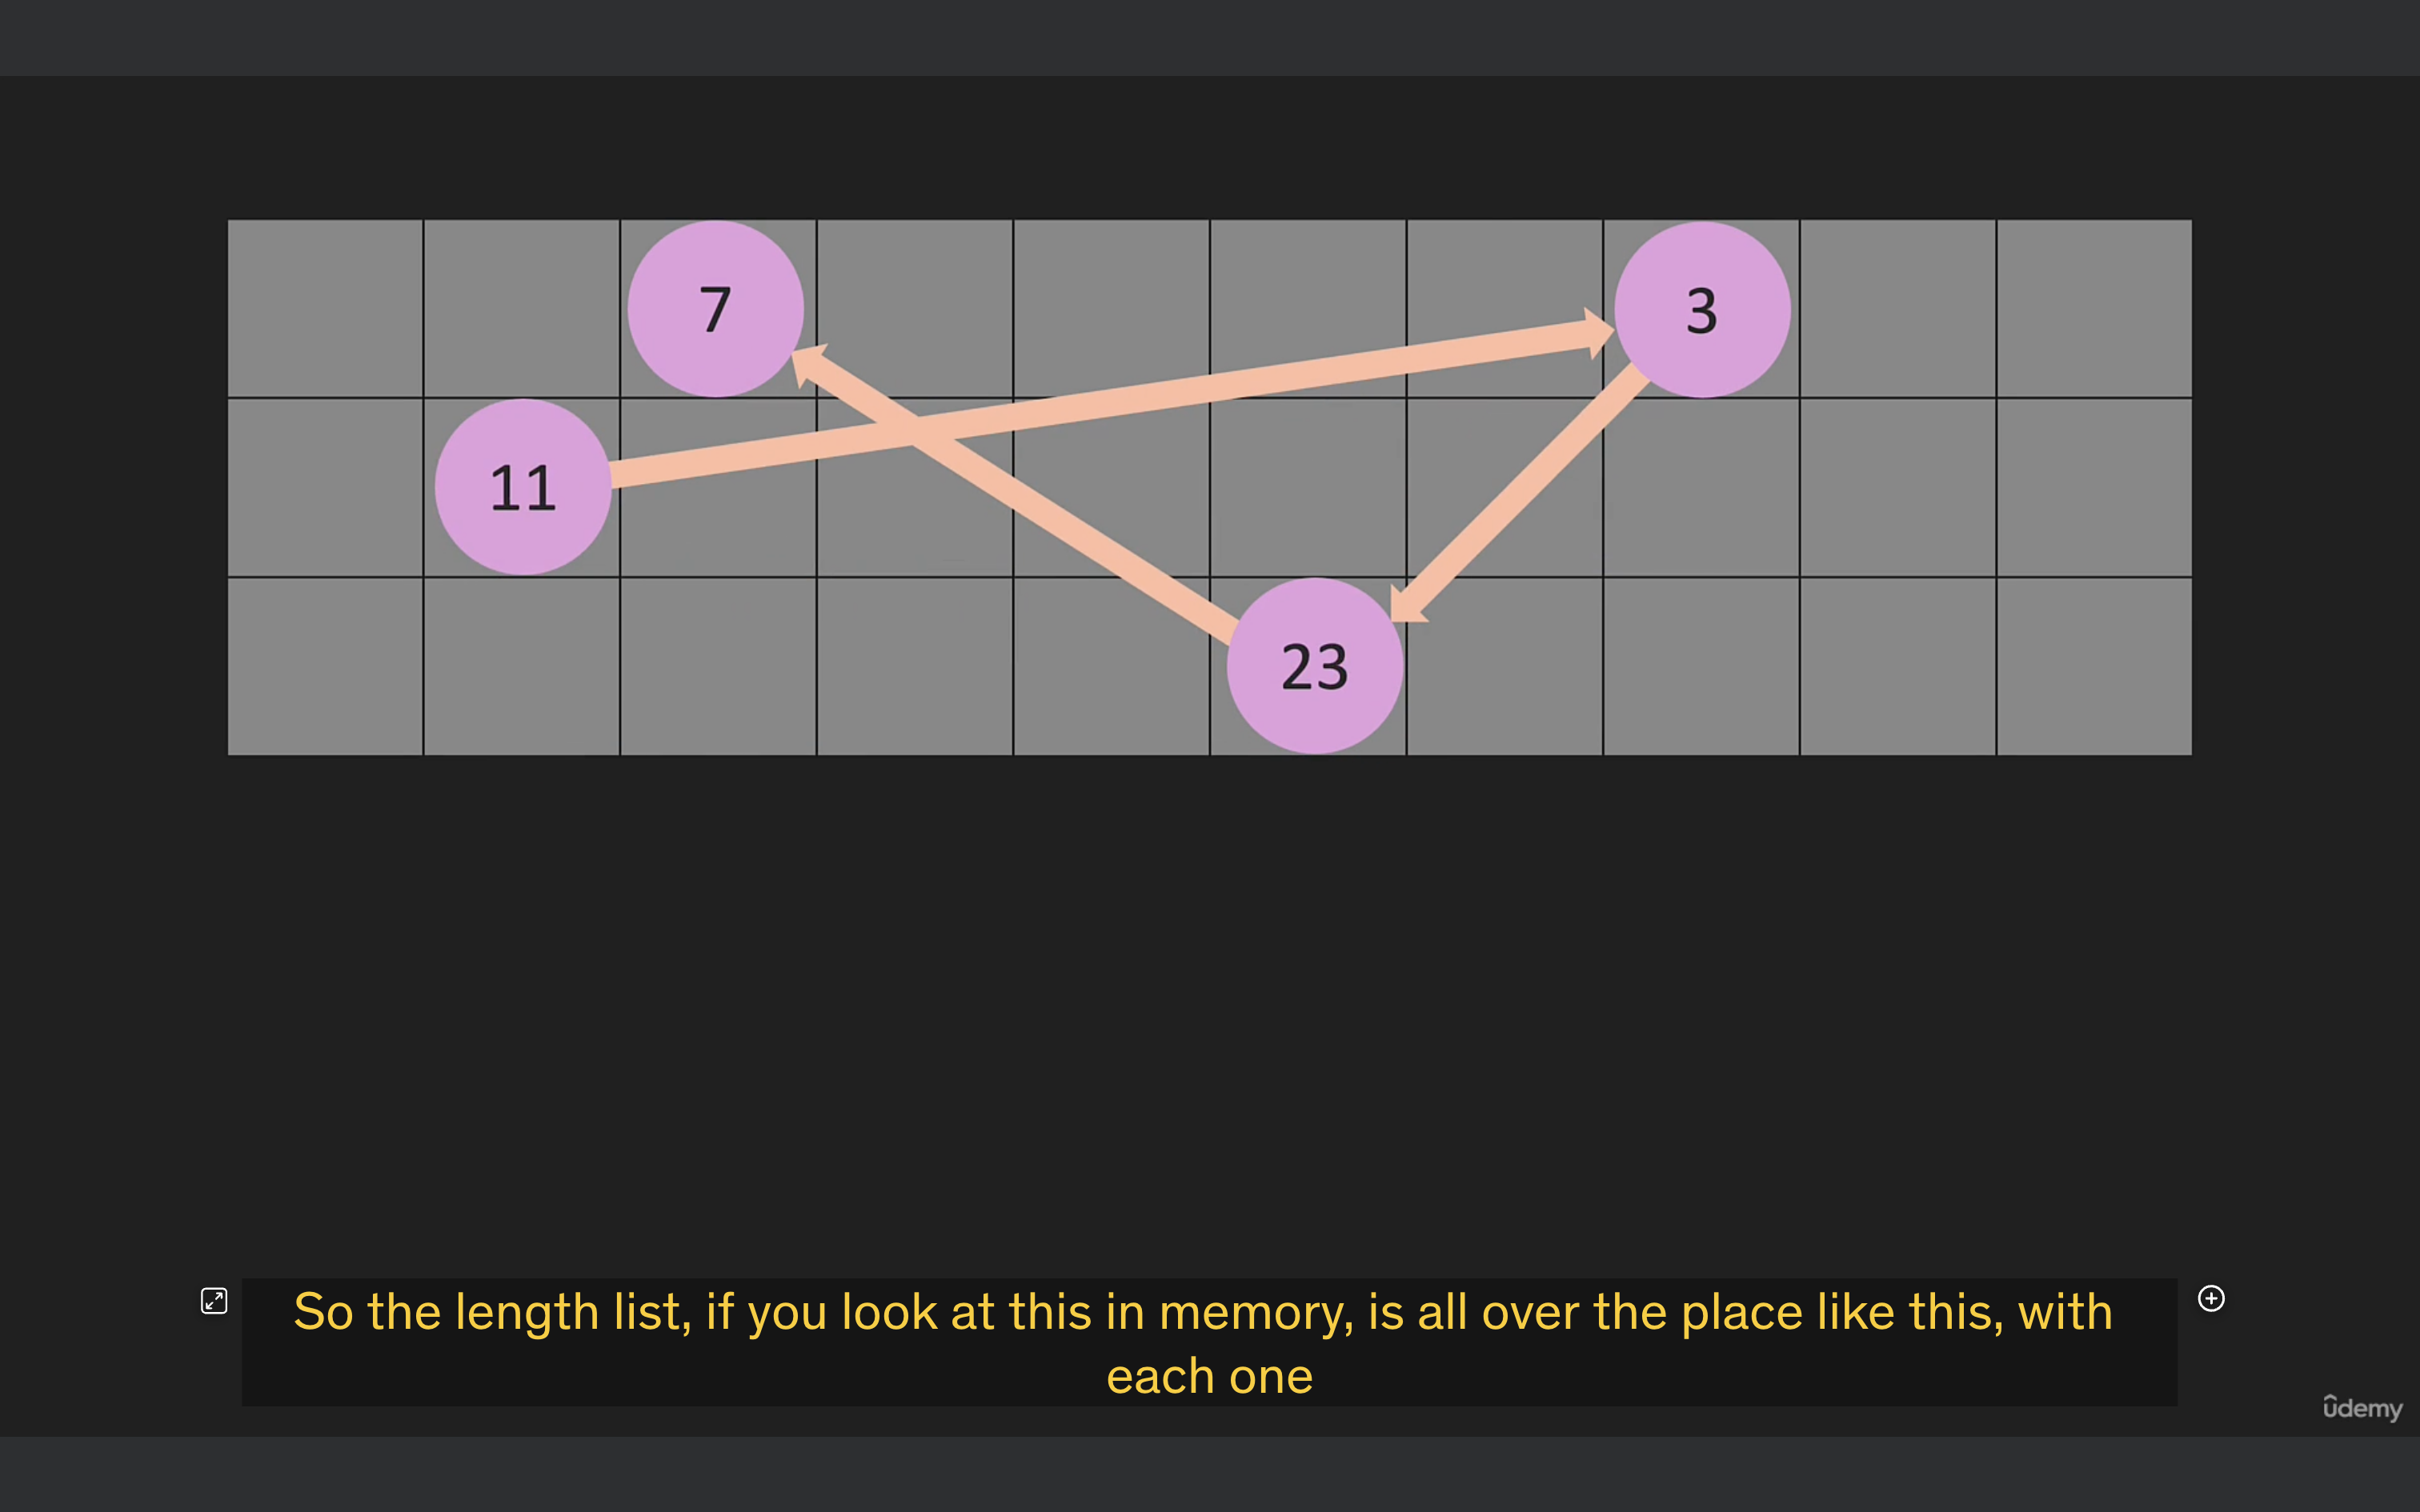 7
3
11
23
So the length list, if you look at this in memory, is all over the place like this, with
each one
ûdemy